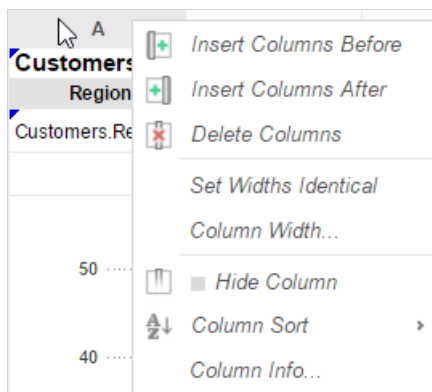 A
Customers
Region
Customers.Re
50
40
Insert Columns Before
Insert Columns After
Delete Columns
Set Widths Identical
Column Width...
Hide Column
Column Sort
Column Info...